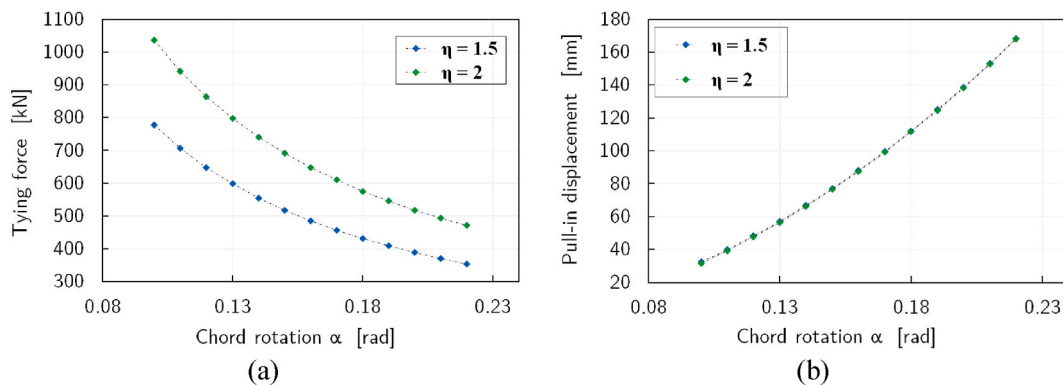 1100
1000
900
800
700
600
500
400
300
Tying force [kN]
η = 1.5
η = 2
0.08 0.13 0.18 0.23
Chord rotation α [rad]
(a)
180
160
140
120
100
80
60
40
20
Pull-in displacement [mm]
η = 1.5
η = 2
0.08 0.13 0.18 0.23
Chord rotation α [rad]
(b)